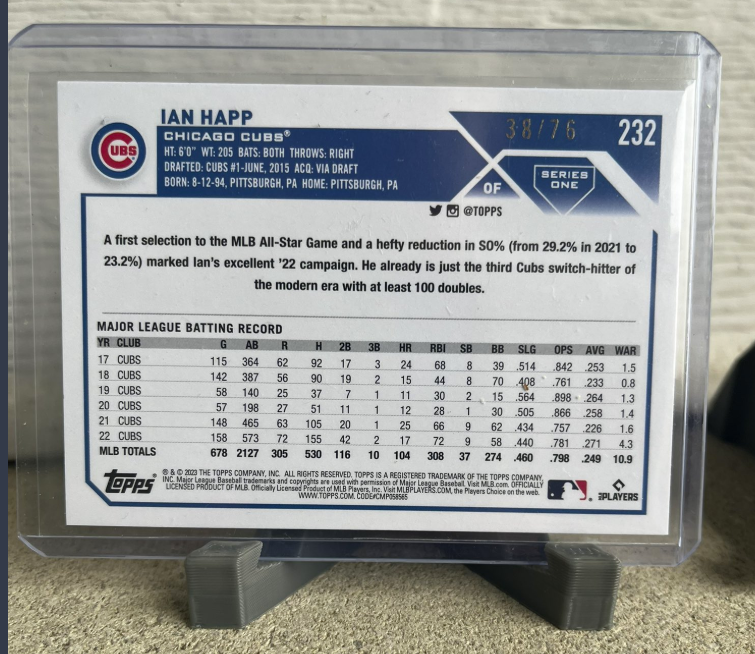 IAN HAPP
CHICAGO CUBS®
HT: 6'0" WT: 205 BATS: BOTH THROWS: RIGHT
DRAFTED: CUBS #1-JUNE, 2015 ACQ: VIA DRAFT
BORN: 8-12-94, PITTSBURGH, PA HOME: PITTSBURGH, PA
CUBS
38/76
232
OF
SERIES
ONE
@TOPPS
A first selection to the MLB All-Star Game and a hefty reduction in SO% (from 29.2% in 2021 to
23.2%) marked Ian's excellent '22 campaign. He already is just the third Cubs switch-hitter of
the modern era with at least 100 doubles.
MAJOR LEAGUE BATTING RECORD
YR CLUB G AB R H 2B 3B HR RBI SB BB SLG OPS AVG WAR
17 CUBS 115 364 62 92 17 3 24 68 8 39 .514 .842 .253 1.5
18 CUBS 142 387 56 90 19 2 15 44 8 70 .408 .761 .233 0.8
19 CUBS 58 140 25 37 7 1 11 30 2 15 .564 .898 .264 1.3
20 CUBS 57 198 27 51 11 1 12 28 1 30 .505 .866 .258 1.4
21 CUBS 148 465 63 105 20 1 25 66 9 62 .434 .757 .226 1.6
22 CUBS 158 573 72 155 42 2 17 72 9 58 .440 .781 .271 4.3
MLB TOTALS 678 2127 305 530 116 10 104 308 37 274 .460 .798 .249 10.9
Topps
® & © 2023 THE TOPPS COMPANY, INC. ALL RIGHTS RESERVED. TOPPS IS A REGISTERED TRADEMARK OF THE TOPPS COMPANY,
INC. Major League Baseball trademarks and copyrights are used with permission of Major League Baseball. Visit MLB.com. OFFICIALLY
LICENSED PRODUCT OF MLB. Officially Licensed Product of MLB Players, Inc. Visit MLBPLAYERS.COM, the Players Choice on the web.
WWW.TOPPS.COM. CODE#CMP058565
PLAYERS